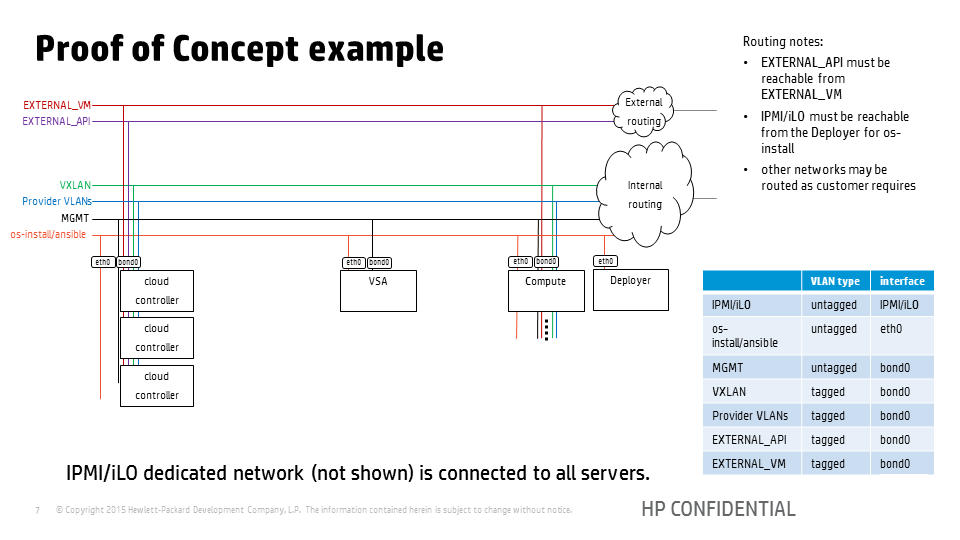 Proof of Concept example
Routing notes:
• EXTERNAL_API must be
reachable from
EXTERNAL_VM
• IPMI/iLO must be reachable
from the Deployer for os-
install
• other networks may be
routed as customer requires
EXTERNAL_VM
EXTERNAL_API
External
routing
VXLAN
Provider VLANs
MGMT
os-install/ansible
Internal
routing
eth0 bond0
eth0 bond0
eth0 bond0
eth0
cloud
controller
cloud
controller
cloud
controller
VSA
Compute
Deployer
VLAN type interface
IPMI/iLO untagged IPMI/iLO
os-
install/ansible untagged eth0
MGMT untagged bond0
VXLAN tagged bond0
Provider VLANs tagged bond0
EXTERNAL_API tagged bond0
EXTERNAL_VM tagged bond0
IPMI/iLO dedicated network (not shown) is connected to all servers.
7 © Copyright 2015 Hewlett-Packard Development Company, L.P. The information contained herein is subject to change without notice.
HP CONFIDENTIAL